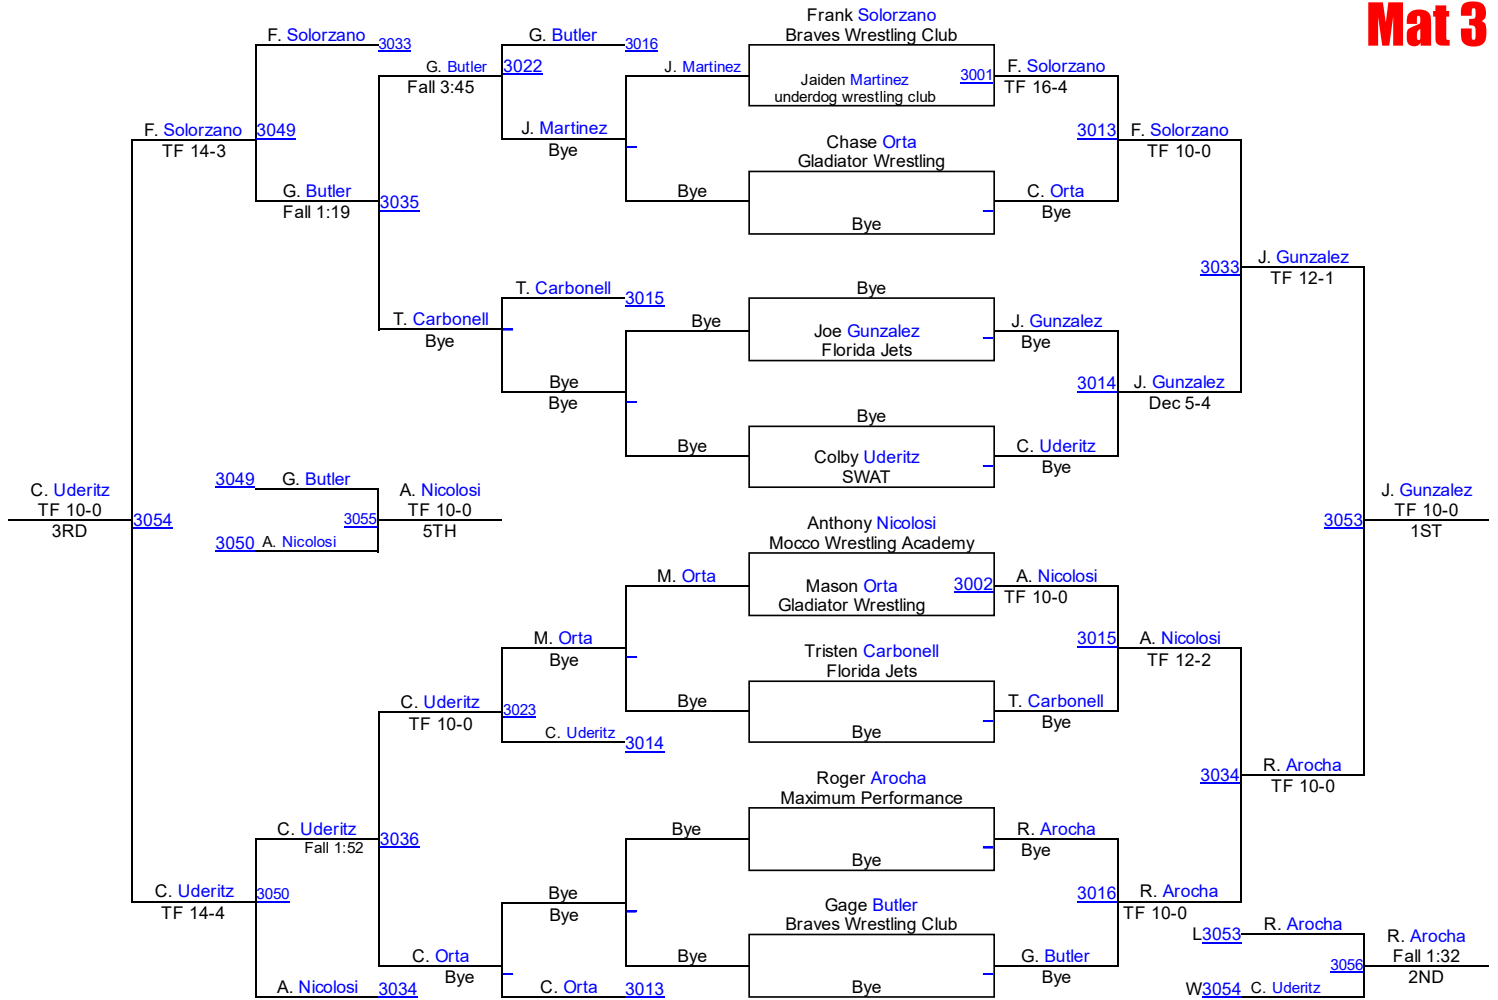 Mat 3
Frank Solorzano
Braves Wrestling Club
F. Solorzano 3033
G. Butler 3016
G. Butler 3022
Fall 3:45
J. Martinez
Jaiden Martinez 3001
underdog wrestling club
F. Solorzano
TF 16-4
F. Solorzano 3049
TF 14-3
J. Martinez
Bye
Chase Orta
Gladiator Wrestling
3013 F. Solorzano
TF 10-0
G. Butler 3035
Fall 1:19
Bye
Bye
C. Orta
Bye
3033 J. Gunzalez
TF 12-1
T. Carbonell 3015
Bye
T. Carbonell
Bye
Bye
Joe Gunzalez
Florida Jets
J. Gunzalez
Bye
Bye
Bye
3014 J. Gunzalez
Dec 5-4
Bye
Bye
Colby Uderitz
SWAT
C. Uderitz
Bye
3049 G. Butler
C. Uderitz
TF 10-0
3RD
3054
3055
A. Nicolosi
TF 10-0
5TH
3050 A. Nicolosi
J. Gunzalez
3053 TF 10-0
1ST
Anthony Nicolosi
Mocco Wrestling Academy
M. Orta
Mason Orta 3002
Gladiator Wrestling
A. Nicolosi
TF 10-0
M. Orta
Bye
Tristen Carbonell
Florida Jets
3015 A. Nicolosi
TF 12-2
C. Uderitz 3023
TF 10-0
Bye
Bye
T. Carbonell
Bye
C. Uderitz 3014
Roger Arocha
Maximum Performance
3034 R. Arocha
TF 10-0
C. Uderitz 3036
Fall 1:52
Bye
Bye
R. Arocha
Bye
C. Uderitz 3050
TF 14-4
Bye
Bye
Gage Butler
Braves Wrestling Club
3016 R. Arocha
TF 10-0
C. Orta
Bye
Bye
Bye
G. Butler
Bye
L3053 R. Arocha
R. Arocha
3056 Fall 1:32
2ND
A. Nicolosi 3034
C. Orta 3013
W3054 C. Uderitz